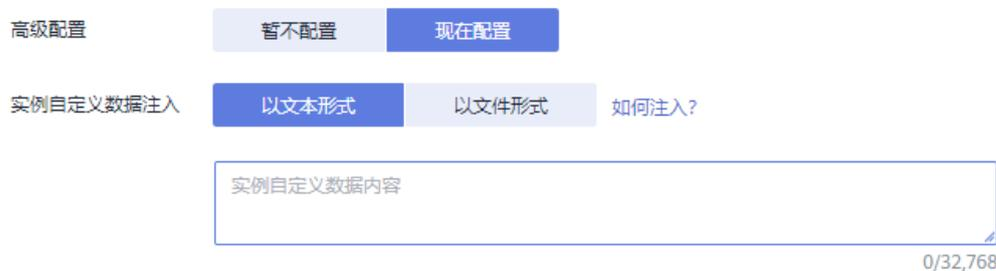 高级配置 暂不配置 现在配置
实例自定义数据注入 以文本形式 以文件形式 如何注入?
实例自定义数据内容
0/32,768